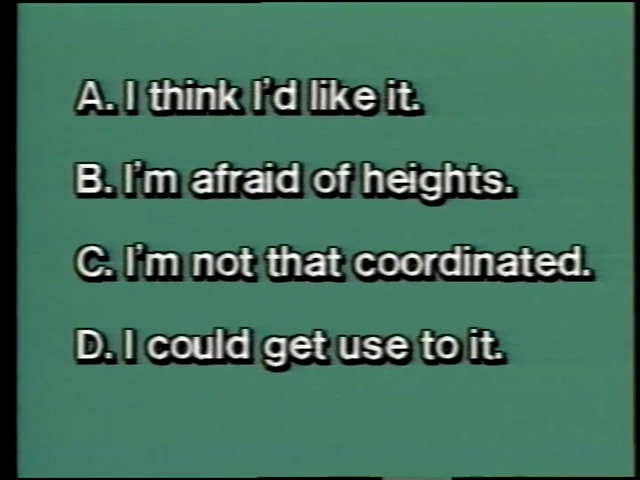 A. I think I'd like it.
B. I'm afraid of heights.
C. I'm not that coordinated.
D. I could get use to it.